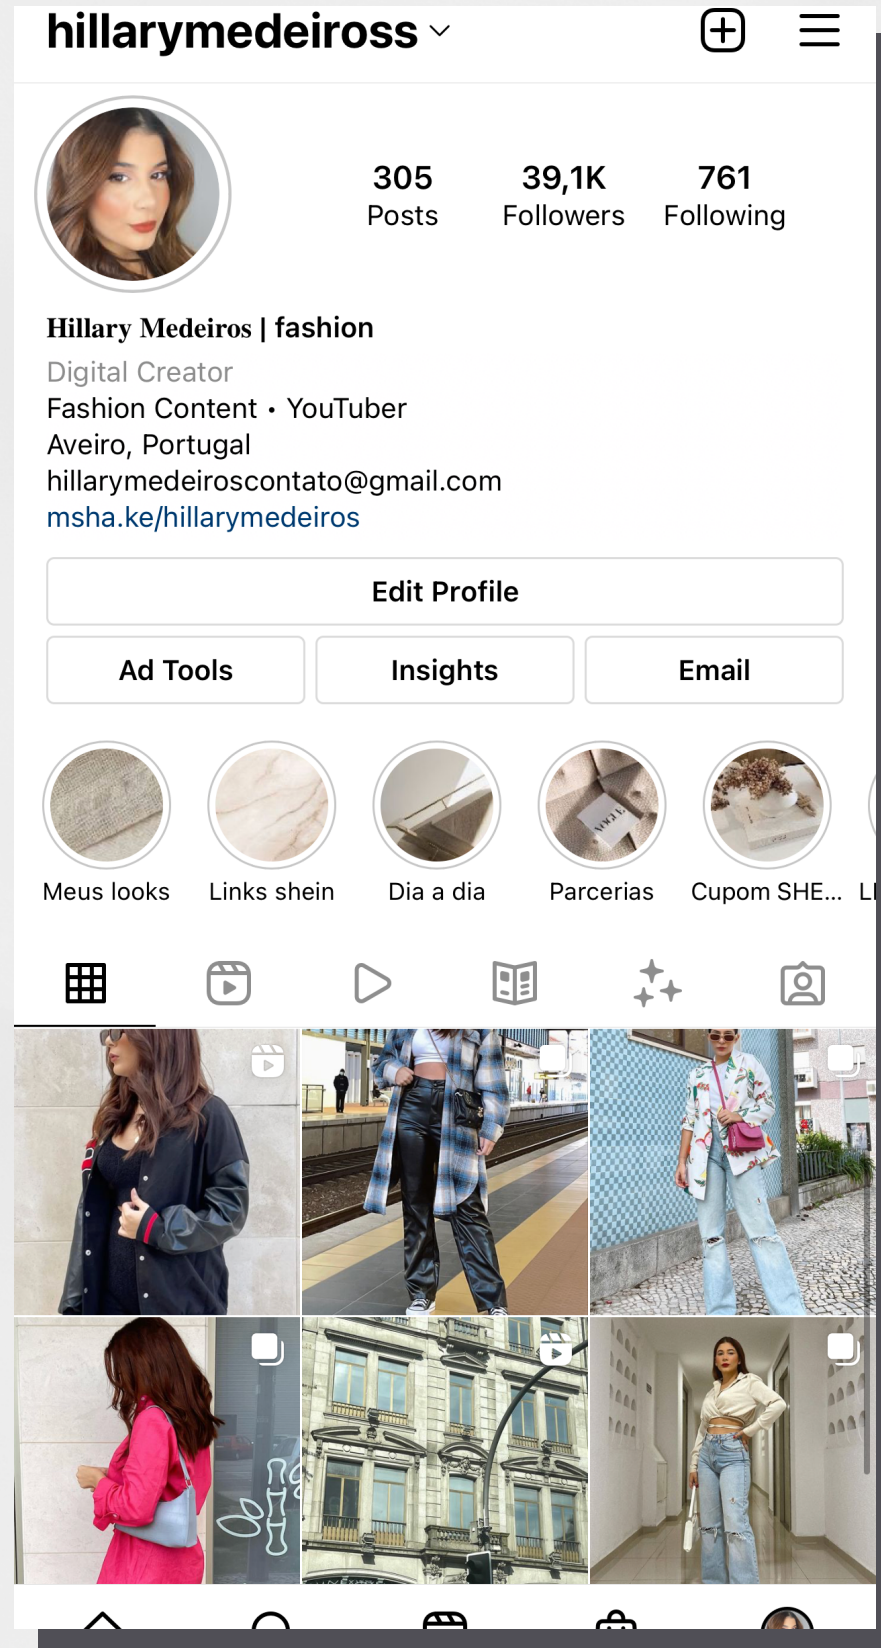 hillarymedeiross
305 39,1K 761
Posts Followers Following
Hillary Medeiros | fashion
Digital Creator
Fashion Content • YouTuber
Aveiro, Portugal
hillarymedeiroscontato@gmail.com
msha.ke/hillarymedeiros
Edit Profile
Ad Tools Insights Email
VOGUE
Meus looks Links shein Dia a dia Parcerias Cupom SHE...